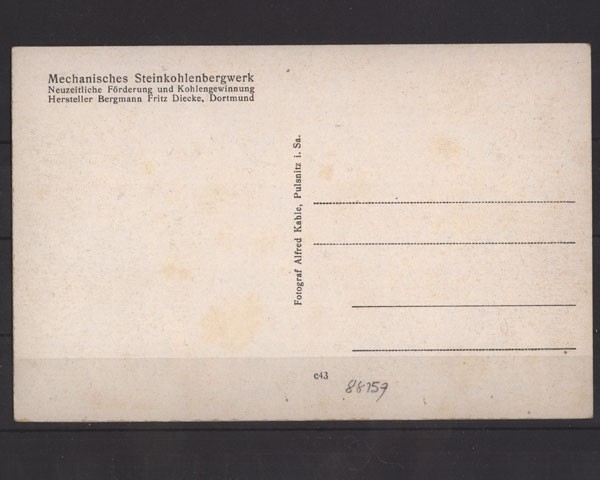 Mechanisches Steinkohlenbergwerk
Neuzeitliche Förderung und Kohlengewinnung
Hersteller Bergmann Fritz Diecke, Dortmund
Fotograf Alfred Kahle, Pulsnitz i. Sa.
c43
88759